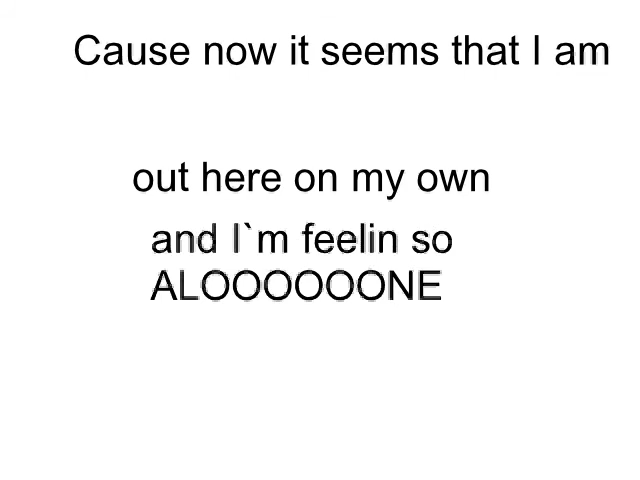 Cause now it seems that I am
out here on my own
and I`m feelin so
ALOOOOOONE